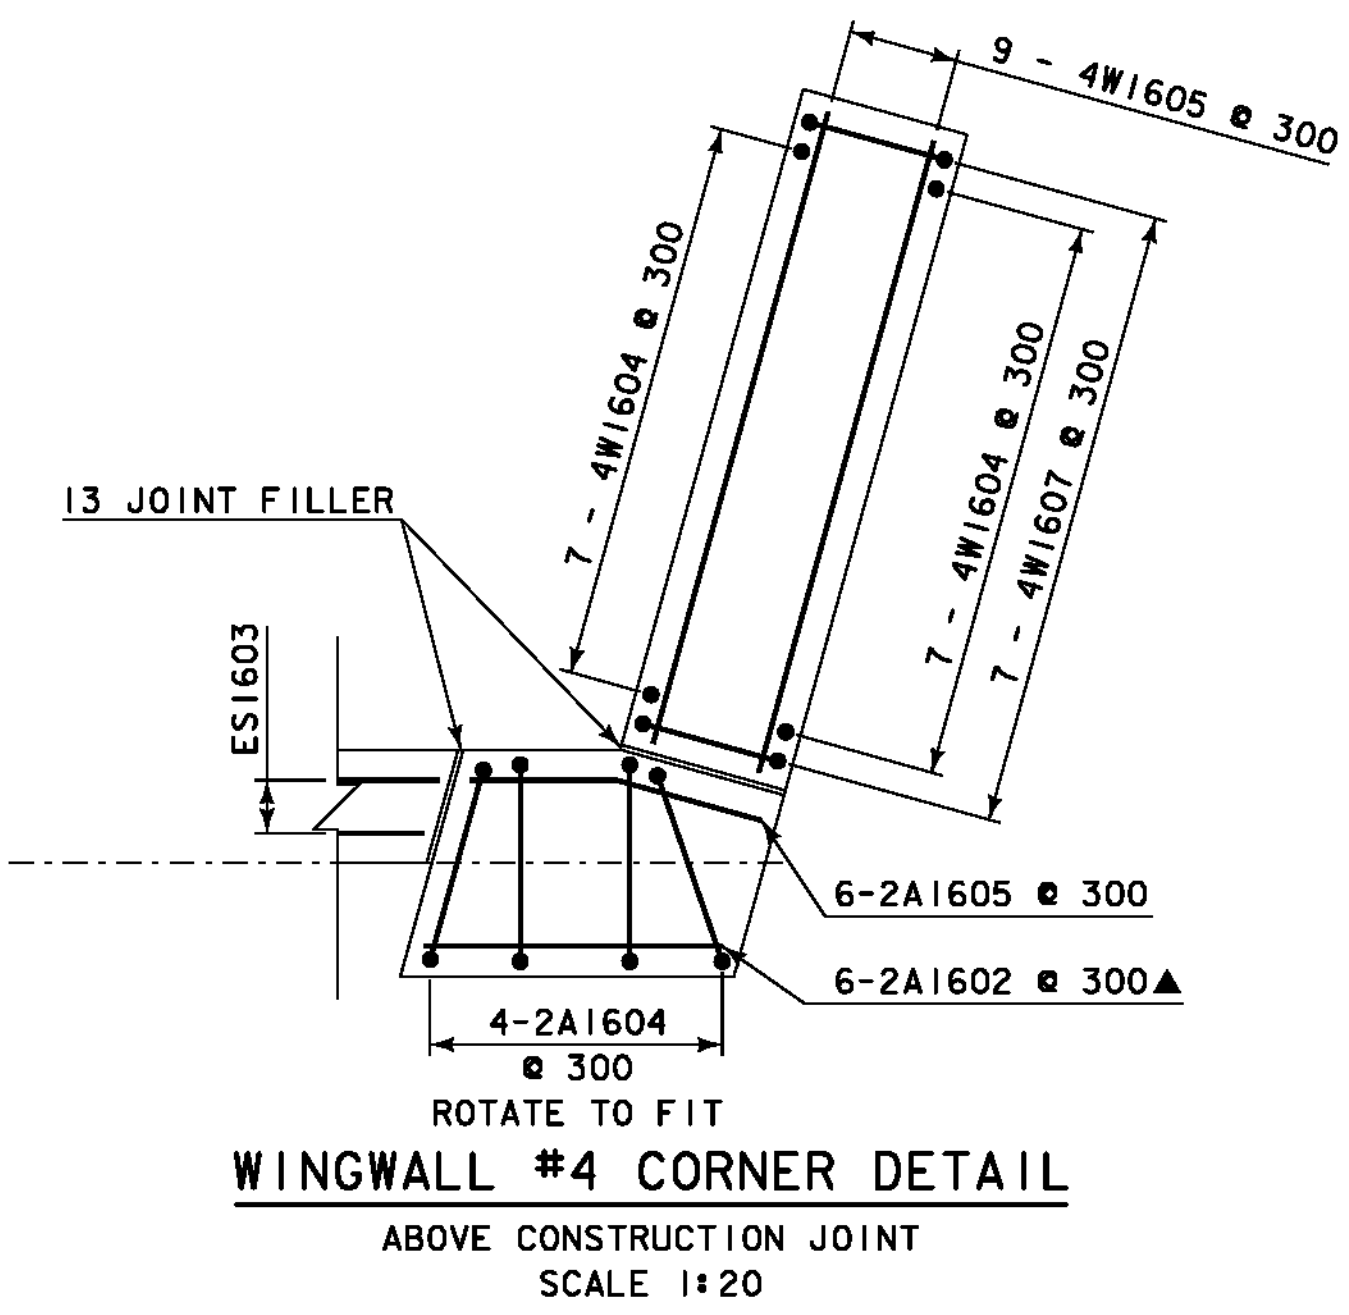 9 - 4W1605 @ 300
7 - 4W1604 @ 300
7 - 4W1604 @ 300
7 - 4W1607 @ 300
13 JOINT FILLER
ES1603
6-2A1605 @ 300
6-2A1602 @ 300▲
4-2A1604
@ 300
ROTATE TO FIT
WINGWALL #4 CORNER DETAIL
ABOVE CONSTRUCTION JOINT
SCALE 1:20